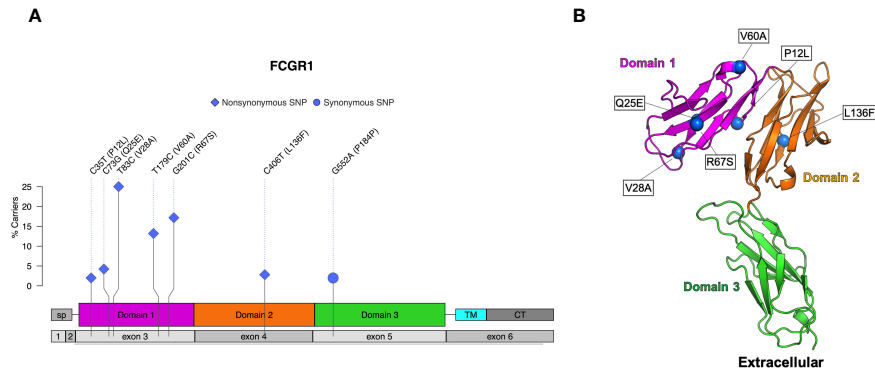 A
FCGR1
Nonsynonymous SNP
Synonymous SNP
C35T (P12L)
C73G (Q25E)
T83C (V28A)
T179C (V60A)
G201C (R67S)
C406T (L136F)
G552A (P184P)
% Carriers
25
20
15
10
5
0
sp
Domain 1
Domain 2
Domain 3
TM
CT
1
2
exon 3
exon 4
exon 5
exon 6
B
V60A
P12L
Domain 1
Q25E
L136F
R67S
V28A
Domain 2
Domain 3
Extracellular